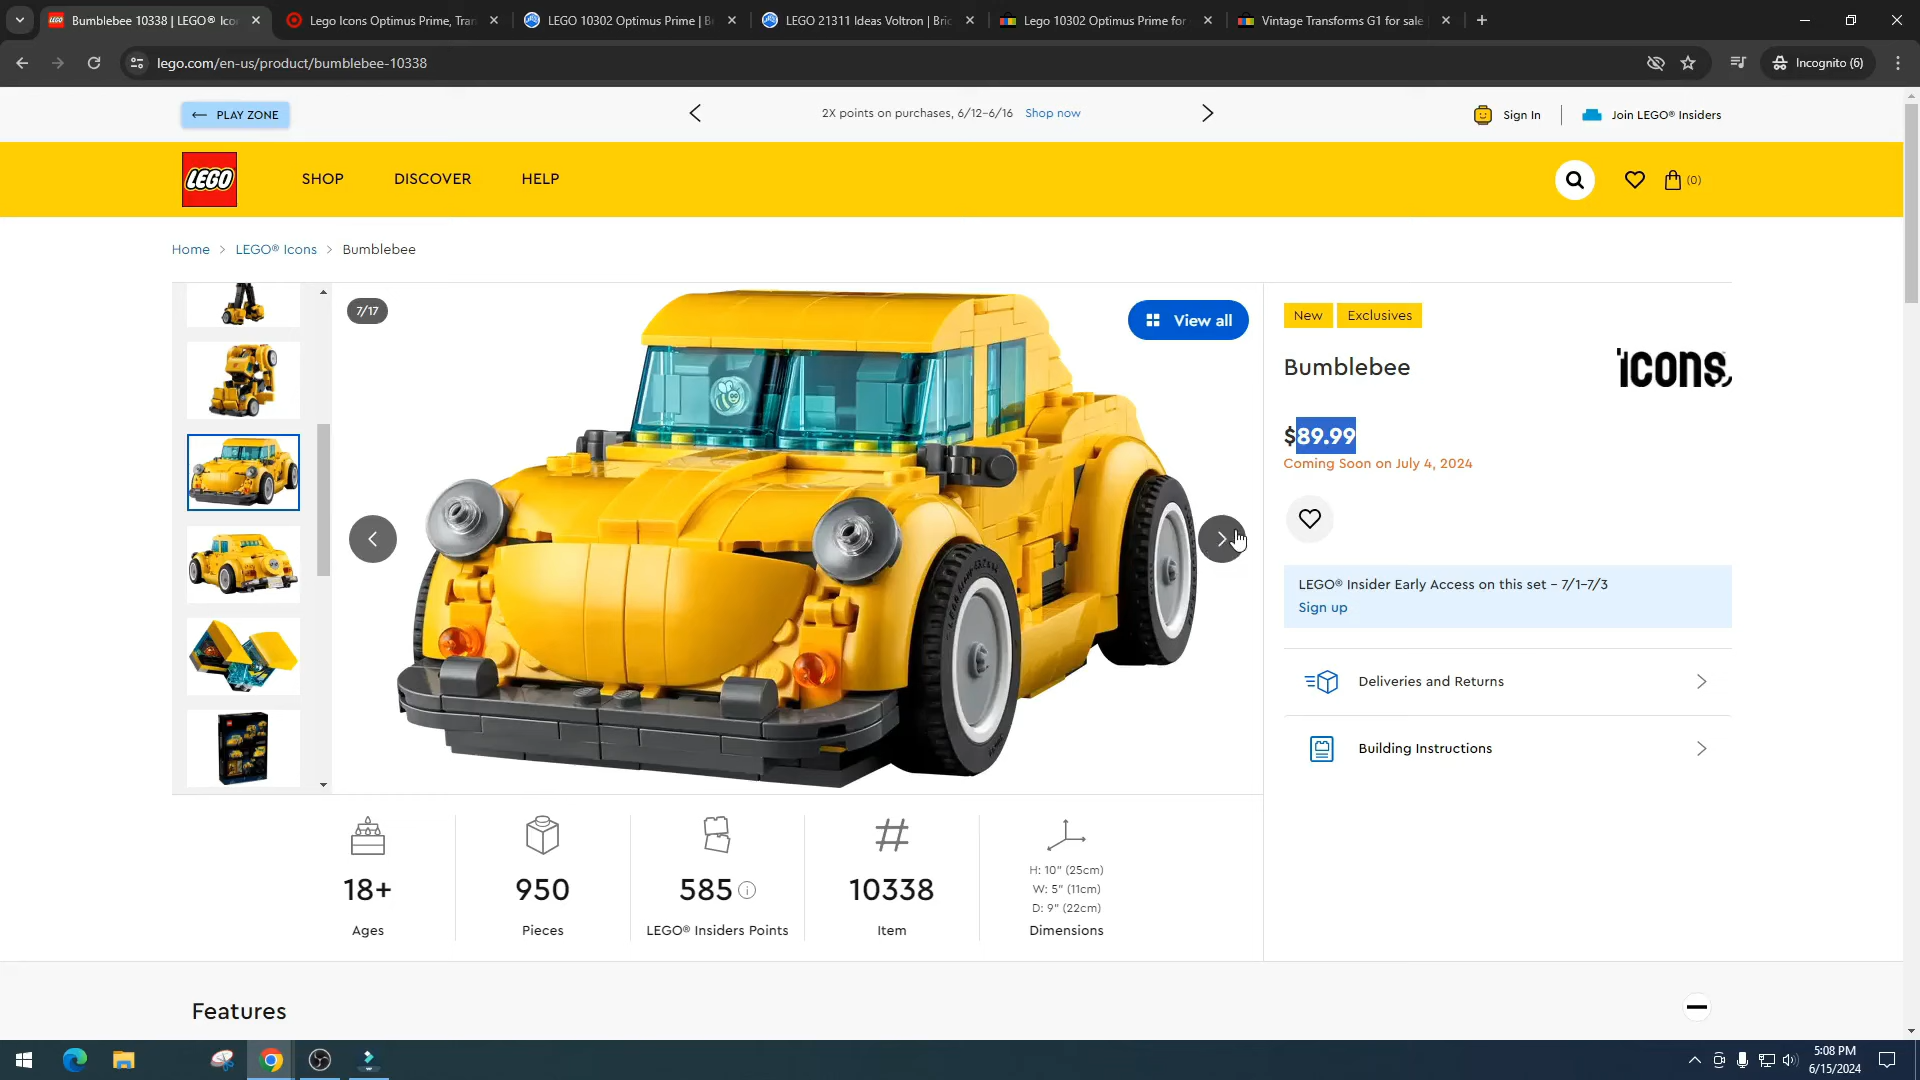 Bumblebee 10338 | LEGO® Ico
Lego Icons Optimus Prime, Tran
LEGO 10302 Optimus Prime | B
LEGO 21311 Ideas Voltron | Bric
Lego 10302 Optimus Prime for
Vintage Transforms G1 for sale
lego.com/en-us/product/bumblebee-10338
Incognito (6)
PLAY ZONE
2X points on purchases, 6/12-6/16 Shop now
Sign In
Join LEGO® Insiders
LEGO
SHOP
DISCOVER
HELP
(0)
Home > LEGO® Icons > Bumblebee
7/17
View all
New
Exclusives
Bumblebee
icons
$89.99
Coming Soon on July 4, 2024
LEGO® Insider Early Access on this set - 7/1-7/3
Sign up
Deliveries and Returns
Building Instructions
18+
Ages
950
Pieces
585
LEGO® Insiders Points
10338
Item
H: 10" (25cm)
W: 5" (11cm)
D: 9" (22cm)
Dimensions
Features
5:08 PM
6/15/2024